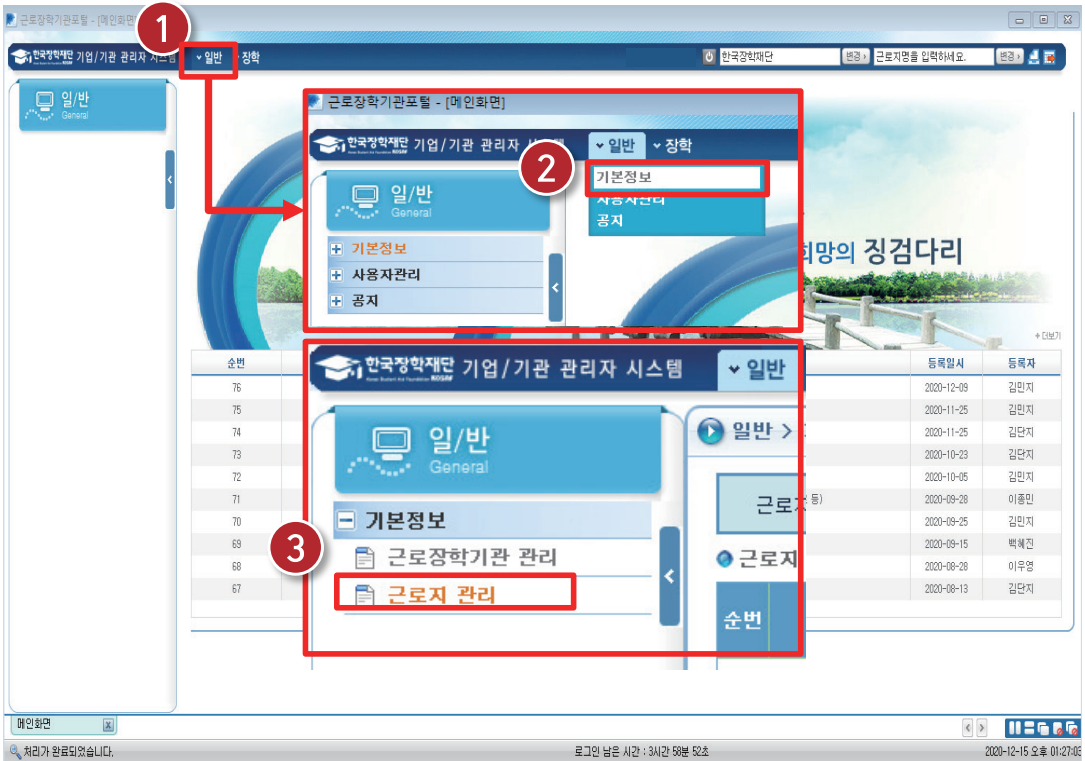 근로장학기관포털 - [메인화면]
1
한국장학재단 기업/기관 관리자 시스템
일반
장학
한국장학재단
변경
근로지명을 입력하세요.
변경
일/반
General
근로장학기관포털 - [메인화면]
한국장학재단 기업/기관 관리자
일반
장학
2
기본정보
사용자관리
공지
일/반
General
기본정보
사용자관리
공지
희망의 징검다리
+ 더보기
순번 등록일시 등록자
76 2020-12-09 김민지
75 2020-11-25 김민지
74 2020-11-25 김단지
73 2020-10-23 김단지
72 2020-10-05 김민지
71 등) 2020-09-28 이종민
70 2020-09-25 김민지
69 2020-09-15 백혜진
68 2020-08-28 이우영
67 2020-08-13 김단지
한국장학재단 기업/기관 관리자 시스템
일반
일/반
General
일반 >
근로지
기본정보
3
근로장학기관 관리
근로지
근로지 관리
순번
메인화면
처리가 완료되었습니다.
로그인 남은 시간 : 3시간 58분 52초
2020-12-15 오후 01:27:03